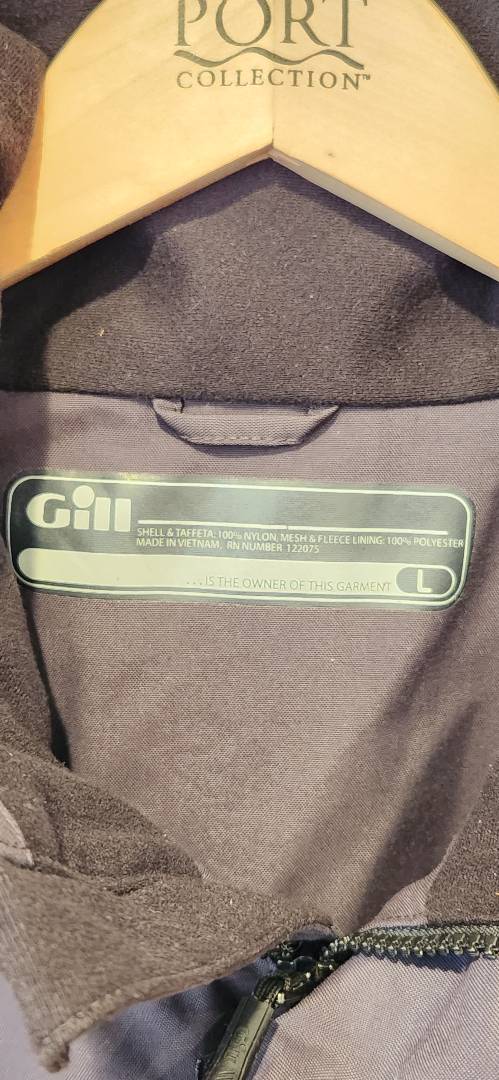 PORT
COLLECTION™
Gill
SHELL & TAFFETA: 100% NYLON, MESH & FLEECE LINING: 100% POLYESTER
MADE IN VIETNAM, RN NUMBER 122075
...IS THE OWNER OF THIS GARMENT L